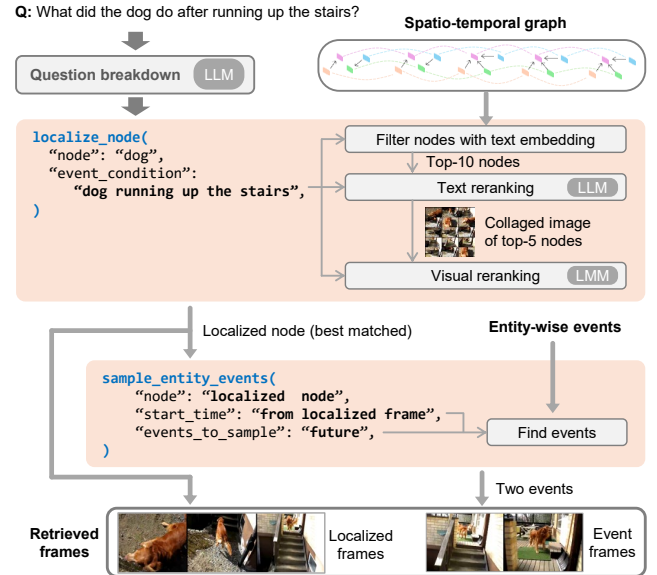 Q: What did the dog do after running up the stairs?
Spatio-temporal graph
Question breakdown LLM
localize_node(
"node": "dog",
"event_condition":
"dog running up the stairs",
)
Filter nodes with text embedding
Top-10 nodes
Text reranking LLM
Collaged image
of top-5 nodes
Visual reranking LMM
Localized node (best matched)
Entity-wise events
sample_entity_events(
"node": "localized node",
"start_time": "from localized frame",
"events_to_sample": "future",
)
Find events
Two events
Retrieved
frames
Localized
frames
Event
frames